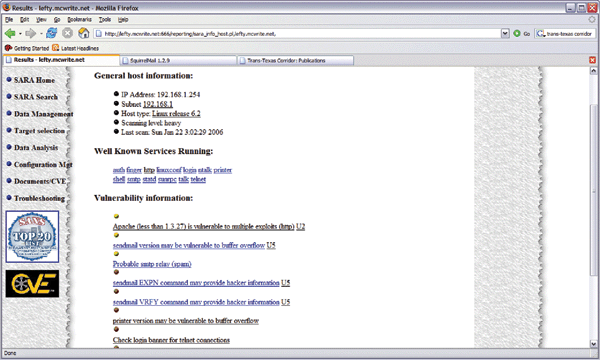 Results - lefty.mcwrite.net - Mozilla Firefox
File Edit View Go Bookmarks Tools Help
http://lefty.mcwrite.net:666/reporting/sara_info_host.pl,lefty.mcwrite.net,
Go
trans-texas corridor
Getting Started Latest Headlines
Results - lefty.mcwrite.net
SquirrelMail 1.2.9
Trans-Texas Corridor: Publications
SARA Home
SARA Search
Data Management
Target selection
Data Analysis
Configuration Mgt
Documents/CVE
Troubleshooting
SANS
TOP20
LIST
CVE
General host information:
IP Address: 192.168.1.254
Subnet 192.168.1
Host type: Linux release 6.2
Scanning level: heavy
Last scan: Sun Jan 22 3:02:29 2006
Well Known Services Running:
auth finger http linuxconf login ntalk printer
shell smtp statd sunrpc talk telnet
Vulnerability information:
Apache (less than 1.3.27) is vulnerable to multiple exploits (http) U2
sendmail version may be vulnerable to buffer overflow U5
Probable smtp relay (spam)
sendmail EXPN command may provide hacker information U5
sendmail VRFY command may provide hacker information U5
printer version may be vulnerable to buffer overflow
Check login banner for telnet connections
Done